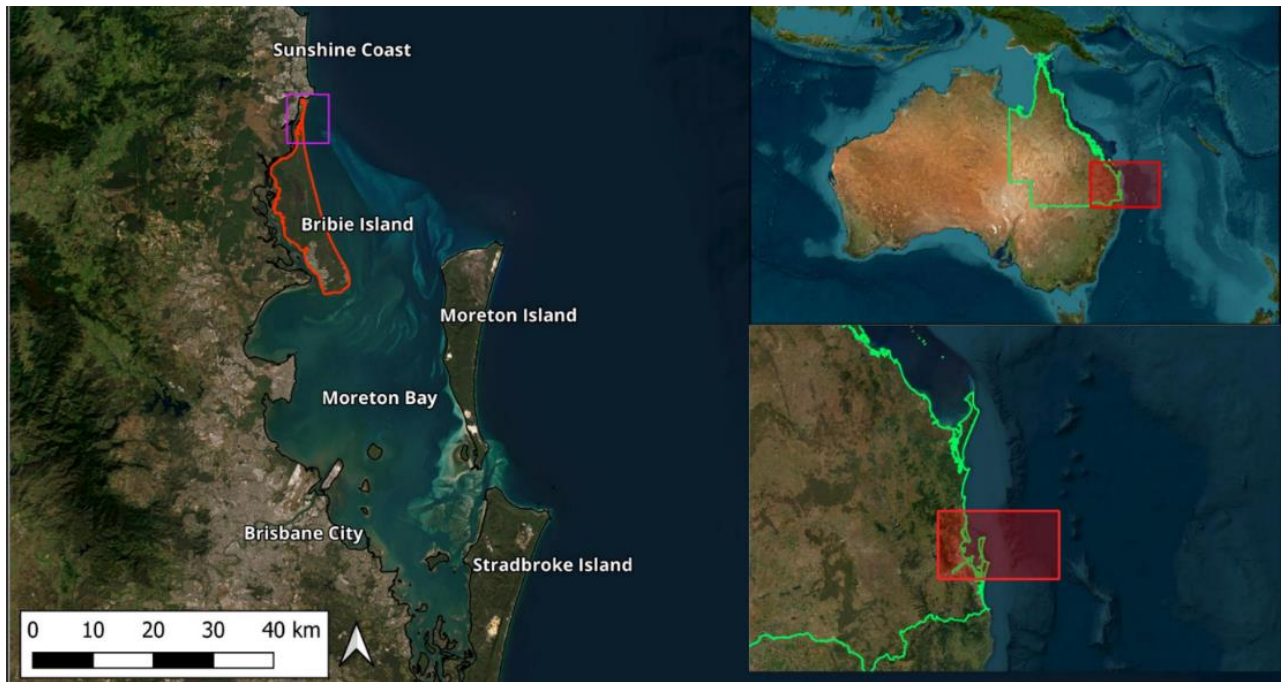 Sunshine Coast
Bribie Island
Moreton Island
Moreton Bay
Brisbane City
Stradbroke Island
0 10 20 30 40 km